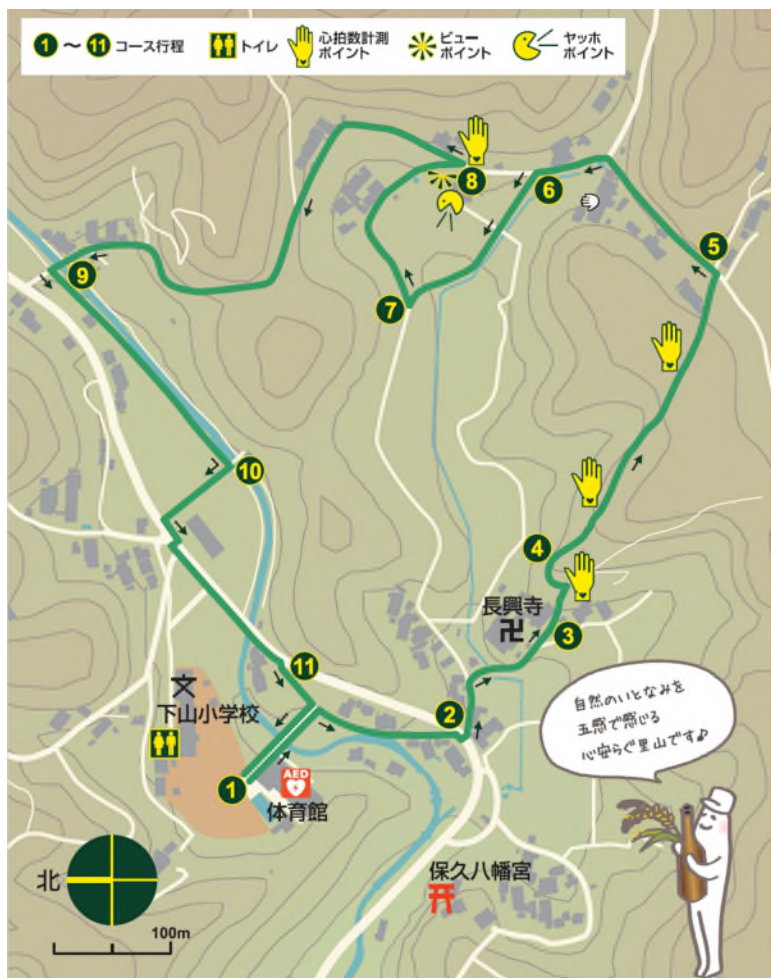 1 ～ 11 コース行程
トイレ
心拍数計測
ポイント
ビュー
ポイント
ヤッホ
ポイント
8
6
5
9
7
10
4
長興寺
3
11
2
下山小学校
自然のいとなみを
五感で感じる
心安らぐ里山です♪
1
AED
体育館
保久八幡宮
北
100m